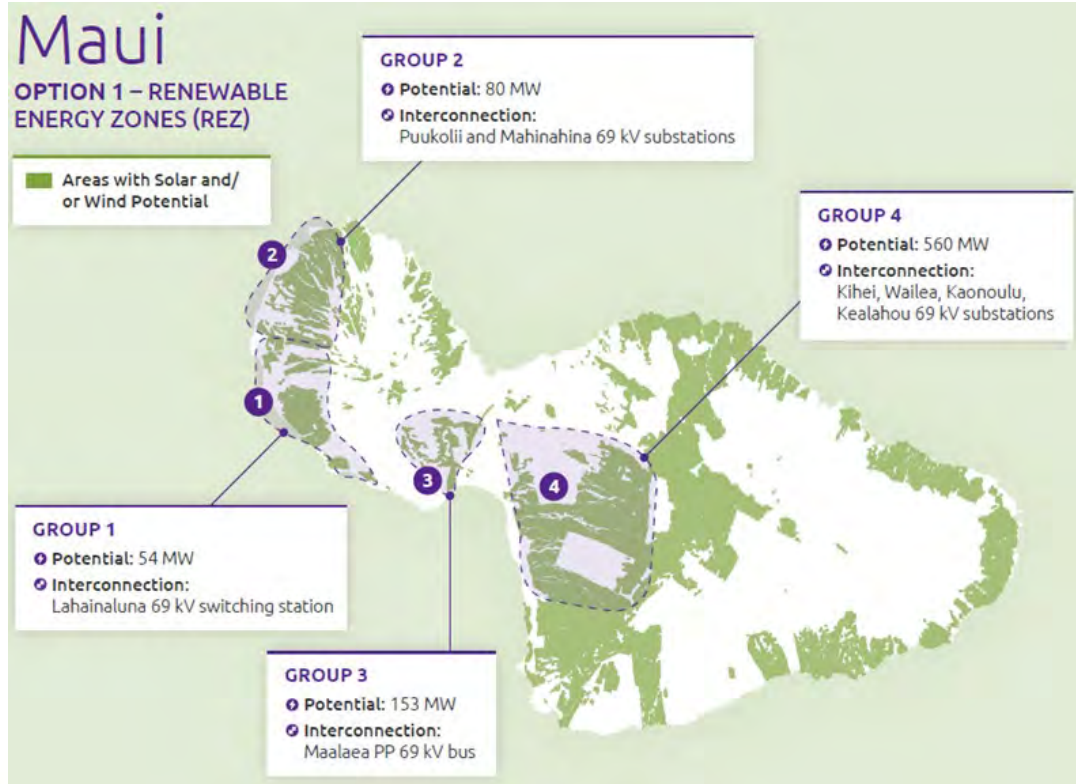 Maui
OPTION 1 – RENEWABLE
ENERGY ZONES (REZ)
Areas with Solar and/
or Wind Potential
GROUP 2
Potential: 80 MW
Interconnection:
Puukolii and Mahinahina 69 kV substations
GROUP 4
Potential: 560 MW
Interconnection:
Kihei, Wailea, Kaonoulu,
Kealahou 69 kV substations
2
1
3
4
GROUP 1
Potential: 54 MW
Interconnection:
Lahainaluna 69 kV switching station
GROUP 3
Potential: 153 MW
Interconnection:
Maalaea PP 69 kV bus